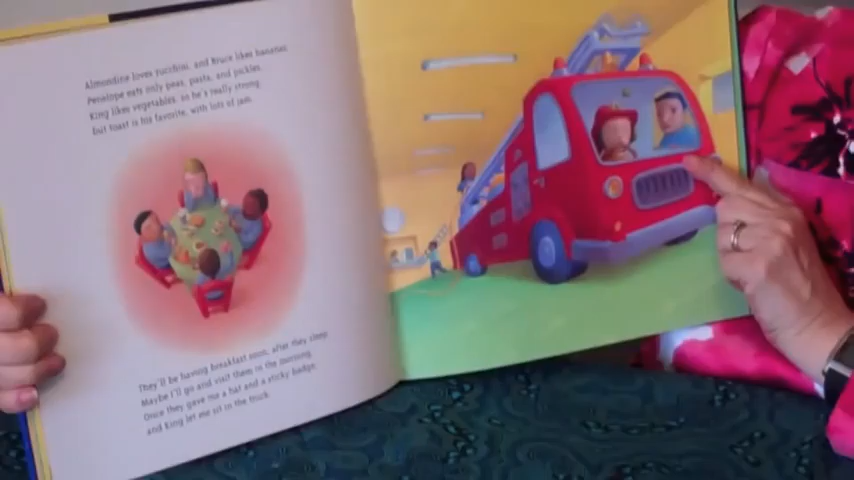 Almondine loves zucchini, and Bruce likes bananas.
Penelope eats only peas, pasta, and pickles.
King likes vegetables, so he's really strong,
but toast is his favorite, with lots of jam.
They'll be having breakfast soon, after they sleep
Maybe I'll go and visit them in the morning.
Once they gave me a hat and a sticky badge,
and King let me sit in the truck.